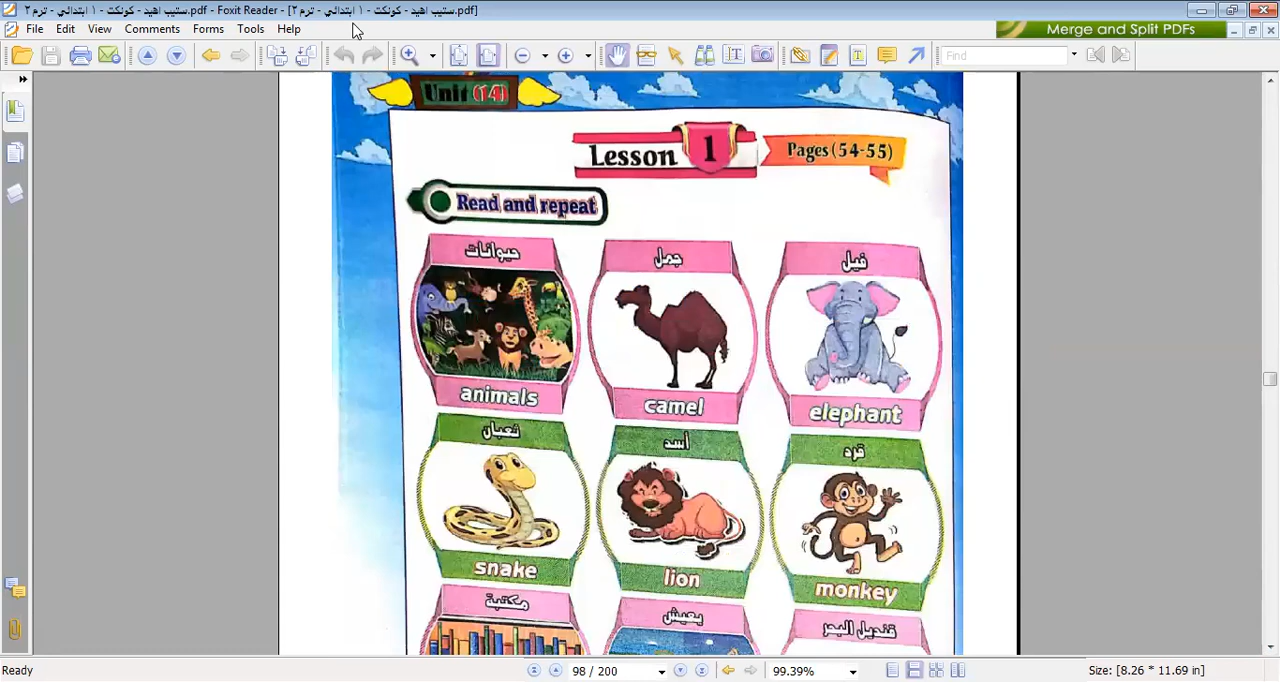 ستيب اهيد - كونكت - ١ ابتدائي - ترم ٢.pdf - Foxit Reader - [ستيب اهيد - كونكت - ١ ابتدائي - ترم ٢.pdf]
File Edit View Comments Forms Tools Help
Merge and Split PDFs
Find
Unit (14)
Lesson 1 Pages (54-55)
Read and repeat
حيوانات جمل فيل
animals camel elephant
ثعبان أسد قرد
snake lion monkey
مكتبة يعيش قنديل البحر
Ready 98 / 200 99.39% Size: [8.26 * 11.69 in]